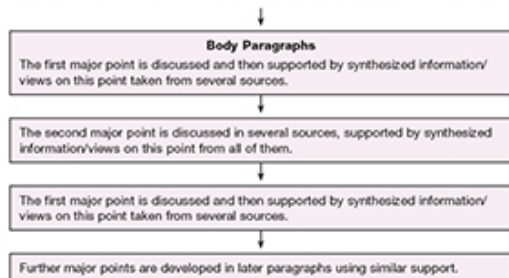 Body Paragraphs
The first major point is discussed and then supported by synthesized information/
views on this point taken from several sources.
The second major point is discussed in several sources, supported by synthesized
information/views on this point from all of them.
The first major point is discussed and then supported by synthesized information/
views on this point taken from several sources.
Further major points are developed in later paragraphs using similar support.